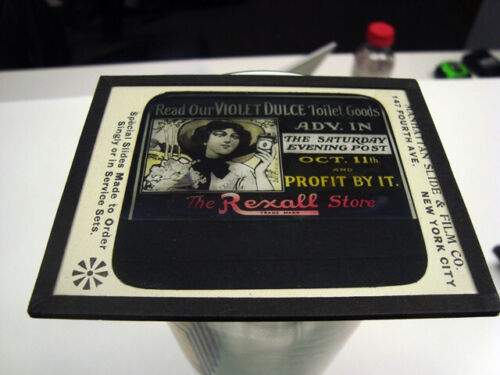 Read Our VIOLET DULCE Toilet Goods
ADV. IN
THE SATURDAY
EVENING POST
OCT. 11th.
AND
PROFIT BY IT.
The Rexall Store
TRADE MARK
Special Slides Made to Order
Singly or in Service Sets.
MANHATTAN SLIDE & FILM CO.
147 FOURTH AVE. NEW YORK CITY